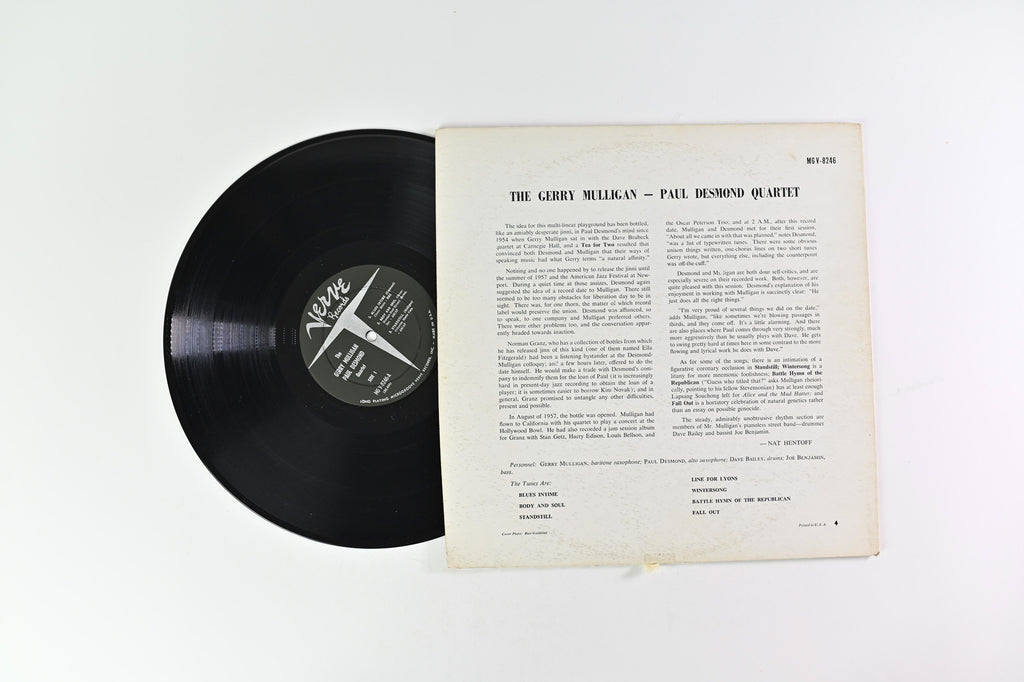 MGV-8246
THE GERRY MULLIGAN — PAUL DESMOND QUARTET
The idea for this multi-linear playground has been bottled,
like an amiably desperate jinni, in Paul Desmond's mind since
1954 when Gerry Mulligan sat in with the Dave Brubeck
quartet at Carnegie Hall, and a Tea for Two resulted that
convinced both Desmond and Mulligan that their ways of
speaking music had what Gerry terms "a natural affinity."
Nothing and no one happened by to release the jinni until
the summer of 1957 and the American Jazz Festival at New-
port. During a quiet time at those assizes, Desmond again
suggested the idea of a record date to Mulligan. There still
seemed to be too many obstacles for liberation day to be in
sight. There was, for one thorn, the matter of which record
label would preserve the union. Desmond was affianced, so
to speak, to one company and Mulligan preferred others.
There were other problems too, and the conversation appar-
ently headed towards inaction.
Norman Granz, who has a collection of bottles from which
he has released jinns of this kind (one of them named Ella
Fitzgerald) had been a listening bystander at the Desmond-
Mulligan colloquy, and a few hours later, offered to do the
date himself. He would make a trade with Desmond's com-
pany to indemnify them for the loan of Paul (it is increasingly
hard in present-day jazz recording to obtain the loan of a
player; it is sometimes easier to borrow Kim Novak); and in
general, Granz promised to untangle any other difficulties,
present and possible.
In August of 1957, the bottle was opened. Mulligan had
flown to California with his quartet to play a concert at the
Hollywood Bowl. He had also recorded a jam session album
for Granz with Stan Getz, Harry Edison, Louis Bellson, and
the Oscar Peterson Trio; and at 2 A.M., after this record
date, Mulligan and Desmond met for their first session.
"About all we came in with that was planned," notes Desmond,
"was a list of typewritten tunes. There were some obvious
unison things written, one-chorus lines on two short tunes
Gerry wrote, but everything else, including the counterpoint
was off-the-cuff."
Desmond and Mulligan are both dour self-critics, and are
especially severe on their recorded work. Both, however, are
quite pleased with this session. Desmond's explanation of his
enjoyment in working with Mulligan is succinctly clear: "He
just does all the right things."
"I'm very proud of several things we did on the date,"
adds Mulligan, "like sometimes we're blowing passages in
thirds, and they come off. It's a little alarming. And there
are also places where Paul comes through very strongly, much
more aggressively than he usually plays with Dave. He gets
to swing pretty hard at times here in some contrast to the more
flowing and lyrical work he does with Dave."
As for some of the songs, there is an intimation of a
figurative coronary occlusion in Standstill; Wintersong is a
litany for more mnemonic foolishness; Battle Hymn of the
Republican ("Guess who titled that?" asks Mulligan rhetori-
cally, pointing to his fellow Stevensonian) has at least enough
Lapsang Souchong left for Alice and the Mad Hatter; and
Fall Out is a hortatory celebration of natural genetics rather
than an essay on possible genocide.
The steady, admirably unobtrusive rhythm section are
members of Mr. Mulligan's pianoless street band—drummer
Dave Bailey and bassist Joe Benjamin.
—NAT HENTOFF
Personnel: GERRY MULLIGAN, baritone saxophone; PAUL DESMOND, alto saxophone; DAVE BAILEY, drums; JOE BENJAMIN,
bass.
The Tunes Are:
BLUES INTIME
BODY AND SOUL
STANDSTILL
LINE FOR LYONS
WINTERSONG
BATTLE HYMN OF THE REPUBLICAN
FALL OUT
Printed in U.S.A. 4
VERVE
Records
The
GERRY MULLIGAN
PAUL DESMOND
Quartet
SIDE 1